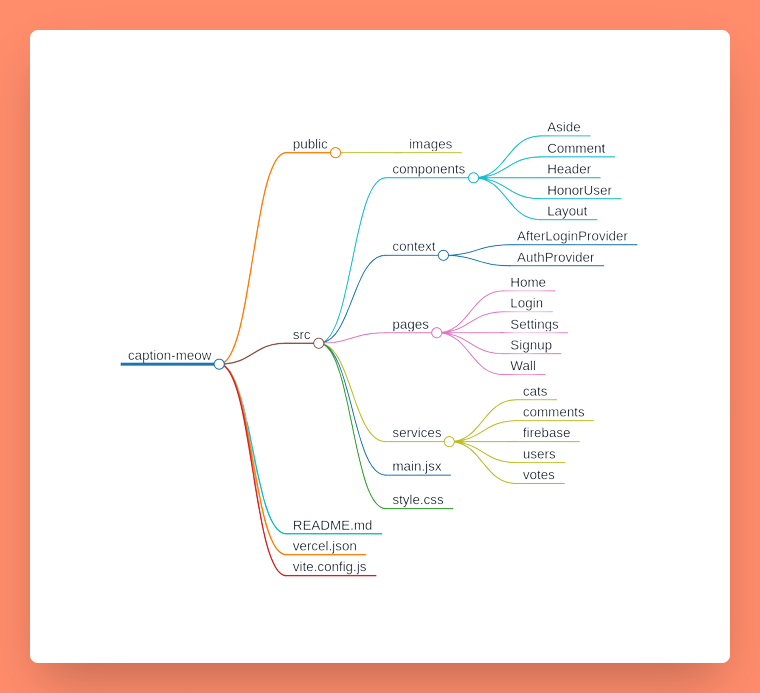 caption-meow
public
images
src
components
Aside
Comment
Header
HonorUser
Layout
context
AfterLoginProvider
AuthProvider
pages
Home
Login
Settings
Signup
Wall
services
cats
comments
firebase
users
votes
main.jsx
style.css
README.md
vercel.json
vite.config.js